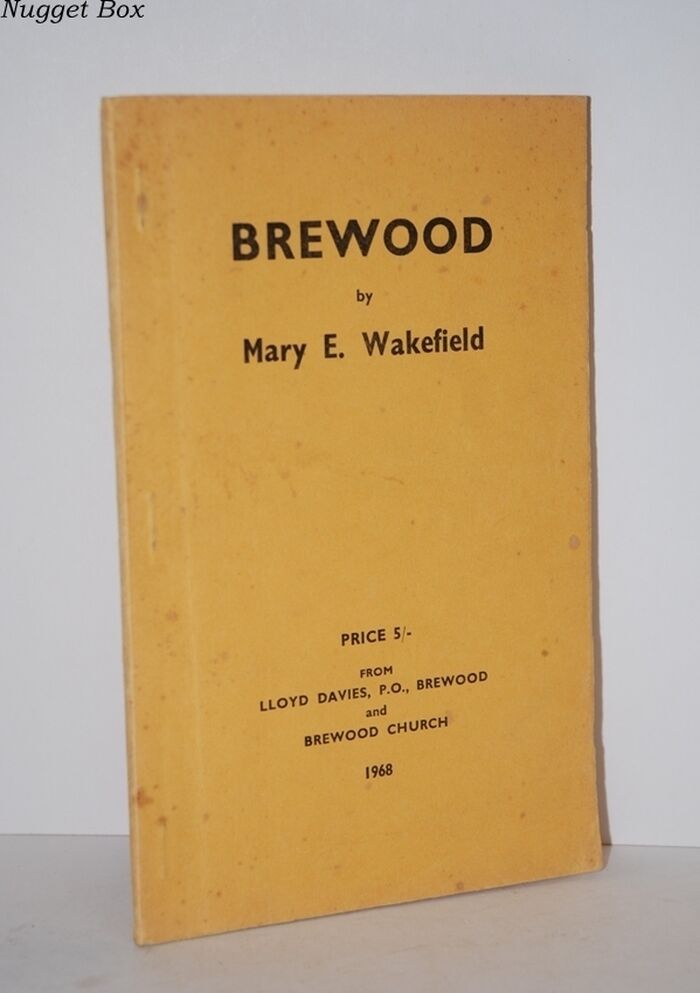 Nugget Box
BREWOOD
by
Mary E. Wakefield
PRICE 5/-
FROM
LLOYD DAVIES, P.O., BREWOOD
and
BREWOOD CHURCH
1968